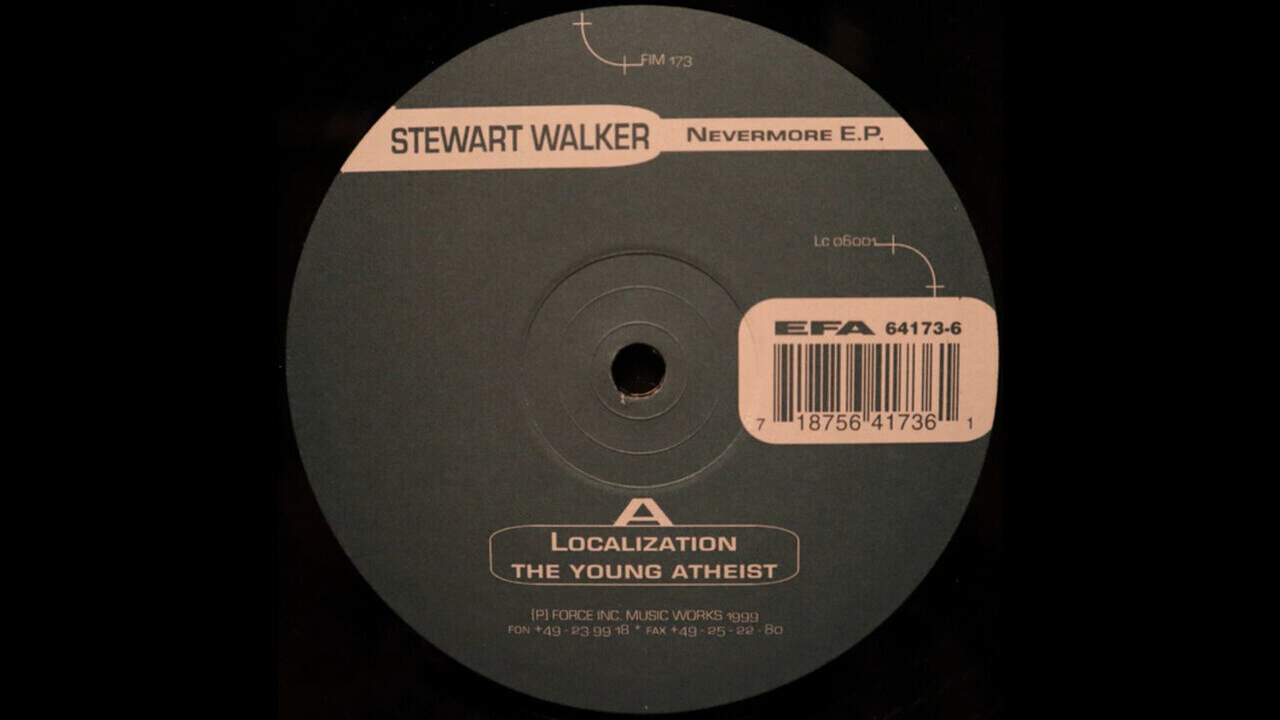 FIM 173
STEWART WALKER NEVERMORE E.P.
LC 06001
EFA 64173-6
7 18756 41736 1
A
LOCALIZATION
THE YOUNG ATHEIST
[P] FORCE INC. MUSIC WORKS 1999
FON +49 - 23 99 18 * FAX +49 - 25 - 22 - 80